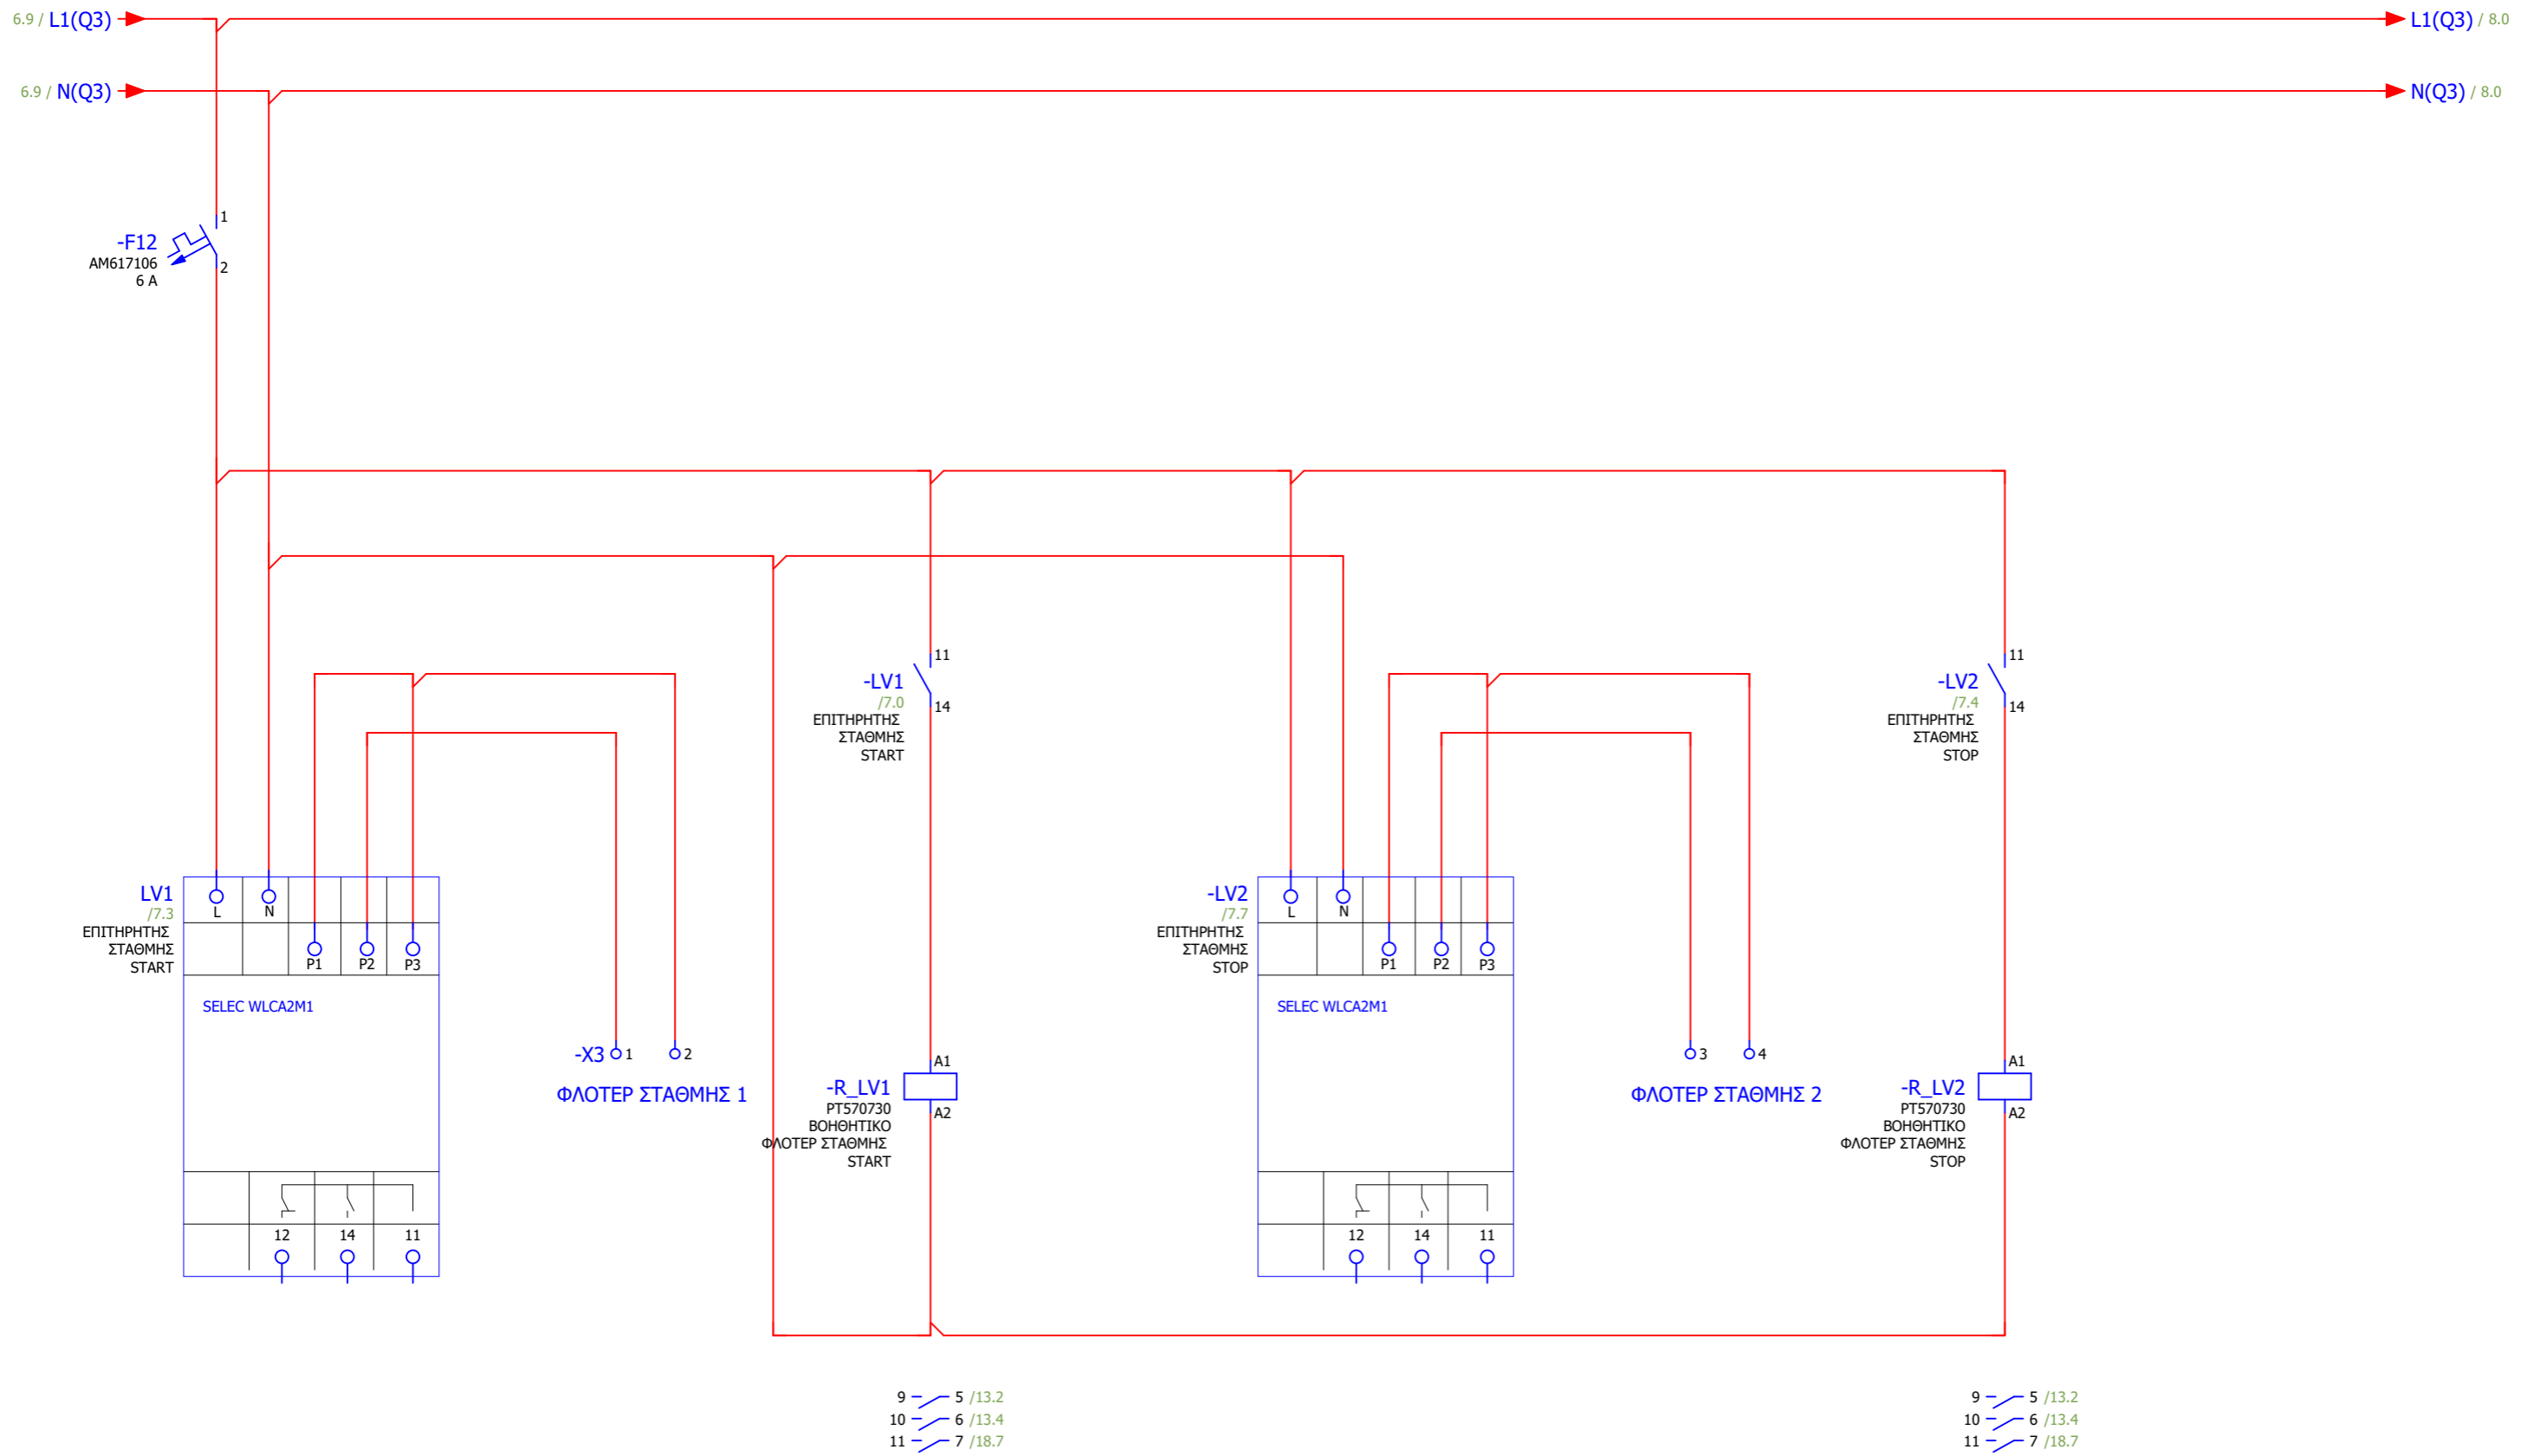 6.9 / L1(Q3)
L1(Q3) / 8.0
6.9 / N(Q3)
N(Q3) / 8.0
1
-F12
AM617106
6 A
2
11
-LV1
/7.0
14
ΕΠΙΤΗΡΗΤΗΣ
ΣΤΑΘΜΗΣ
START
11
-LV2
/7.4
14
ΕΠΙΤΗΡΗΤΗΣ
ΣΤΑΘΜΗΣ
STOP
LV1
/7.3
ΕΠΙΤΗΡΗΤΗΣ
ΣΤΑΘΜΗΣ
START
L N
P1 P2 P3
SELEC WLCA2M1
12 14 11
-X3 1 2
ΦΛΟΤΕΡ ΣΤΑΘΜΗΣ 1
A1
-R_LV1
A2
PT570730
ΒΟΗΘΗΤΙΚΟ
ΦΛΟΤΕΡ ΣΤΑΘΜΗΣ
START
-LV2
/7.7
ΕΠΙΤΗΡΗΤΗΣ
ΣΤΑΘΜΗΣ
STOP
L N
P1 P2 P3
SELEC WLCA2M1
12 14 11
3 4
ΦΛΟΤΕΡ ΣΤΑΘΜΗΣ 2
A1
-R_LV2
A2
PT570730
ΒΟΗΘΗΤΙΚΟ
ΦΛΟΤΕΡ ΣΤΑΘΜΗΣ
STOP
9 5 /13.2
10 6 /13.4
11 7 /18.7
9 5 /13.2
10 6 /13.4
11 7 /18.7